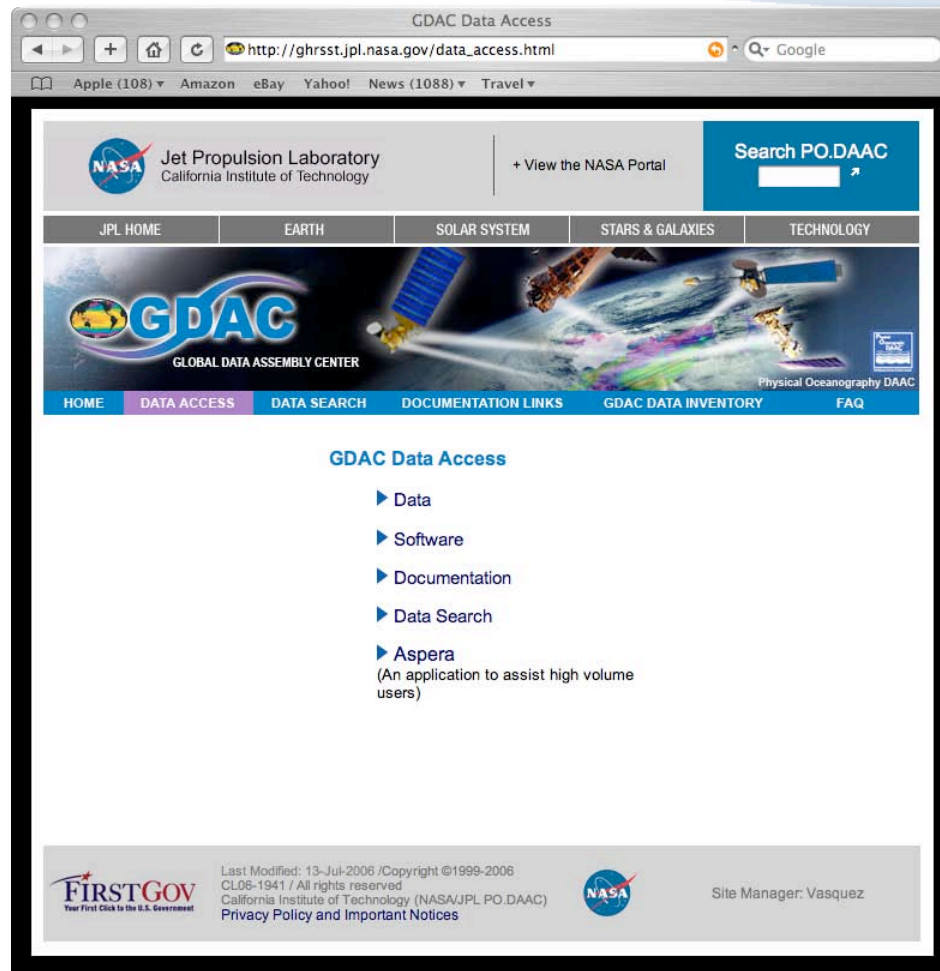 GDAC Data Access
http://ghrsst.jpl.nasa.gov/data_access.html
Google
Apple (108) Amazon eBay Yahoo! News (1088) Travel
NASA
Jet Propulsion Laboratory
California Institute of Technology
+ View the NASA Portal
Search PO.DAAC
JPL HOME EARTH SOLAR SYSTEM STARS & GALAXIES TECHNOLOGY
GDAC
GLOBAL DATA ASSEMBLY CENTER
Physical Oceanography DAAC
HOME DATA ACCESS DATA SEARCH DOCUMENTATION LINKS GDAC DATA INVENTORY FAQ
GDAC Data Access
Data
Software
Documentation
Data Search
Aspera
(An application to assist high volume
users)
FIRSTGOV
Your First Click to the U.S. Government
Last Modified: 13-Jul-2006 /Copyright ©1999-2006
CL06-1941 / All rights reserved
California Institute of Technology (NASA/JPL PO.DAAC)
Privacy Policy and Important Notices
NASA
Site Manager: Vasquez